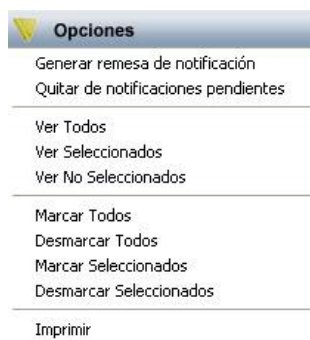 Opciones
Generar remesa de notificación
Quitar de notificaciones pendientes
Ver Todos
Ver Seleccionados
Ver No Seleccionados
Marcar Todos
Desmarcar Todos
Marcar Seleccionados
Desmarcar Seleccionados
Imprimir